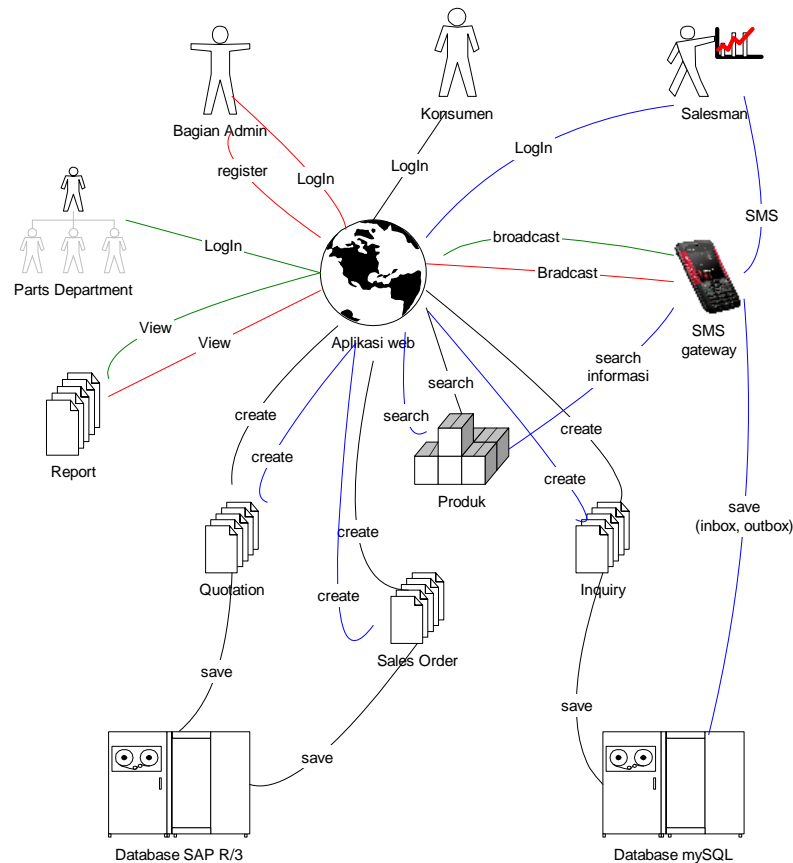 Bagian Admin
Konsumen
Salesman
register
LogIn
LogIn
LogIn
SMS
Parts Department
LogIn
broadcast
Bradcast
View
View
Aplikasi web
SMS
gateway
search
informasi
search
search
create
create
create
create
Report
Produk
save
(inbox, outbox)
create
create
Quotation
Sales Order
Inquiry
save
save
save
Database SAP R/3
Database mySQL